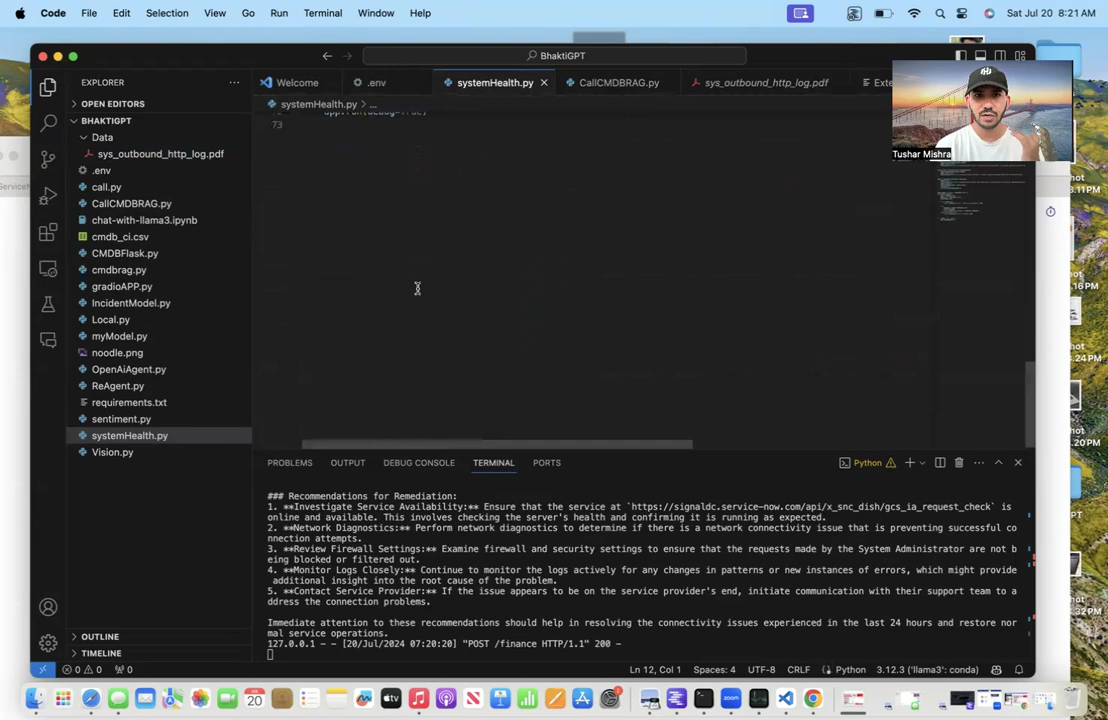 Code File Edit Selection View Go Run Terminal Window Help Sat Jul 20 8:21 AM
BhaktiGPT
EXPLORER
Welcome .env systemHealth.py CallCMDBRAG.py sys_outbound_http_log.pdf Exte
systemHealth.py > ...
OPEN EDITORS
BHAKTIGPT
Data
sys_outbound_http_log.pdf
.env
call.py
CallCMDBRAG.py
chat-with-llama3.ipynb
cmdb_ci.csv
CMDBFlask.py
cmdbrag.py
gradioAPP.py
IncidentModel.py
Local.py
myModel.py
noodle.png
OpenAiAgent.py
ReAgent.py
requirements.txt
sentiment.py
systemHealth.py
Vision.py
OUTLINE
TIMELINE
73
Tushar Mishra
PROBLEMS OUTPUT DEBUG CONSOLE TERMINAL PORTS
Python
### Recommendations for Remediation:
1. **Investigate Service Availability:** Ensure that the service at `https://signaldc.service-now.com/api/x_snc_dish/gcs_ia_request_check` is
online and available. This involves checking the server's health and confirming it is running as expected.
2. **Network Diagnostics:** Perform network diagnostics to determine if there is a network connectivity issue that is preventing successful co
nnection attempts.
3. **Review Firewall Settings:** Examine firewall and security settings to ensure that the requests made by the System Administrator are not b
eing blocked or filtered out.
4. **Monitor Logs Closely:** Continue to monitor the logs actively for any changes in patterns or new instances of errors, which might provide
additional insight into the root cause of the problem.
5. **Contact Service Provider:** If the issue appears to be on the service provider's end, initiate communication with their support team to a
ddress the connection problems.
Immediate attention to these recommendations should help in resolving the connectivity issues experienced in the last 24 hours and restore nor
mal service operations.
127.0.0.1 - - [20/Jul/2024 07:20:20] "POST /finance HTTP/1.1" 200 -
0 0 0 Ln 12, Col 1 Spaces: 4 UTF-8 CRLF Python 3.12.3 ('llama3': conda)